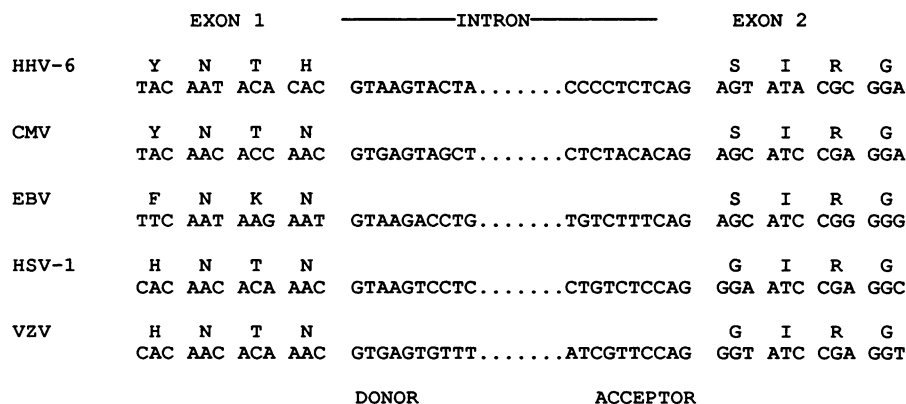 EXON 1 ————————INTRON———————— EXON 2
HHV-6 Y N T H S I R G
TAC AAT ACA CAC GTAAGTACTA.......CCCCTCTCAG AGT ATA CGC GGA
CMV Y N T N S I R G
TAC AAC ACC AAC GTGAGTAGCT.......CTCTACACAG AGC ATC CGA GGA
EBV F N K N S I R G
TTC AAT AAG AAT GTAAGACCTG.......TGTCTTTCAG AGC ATC CGG GGG
HSV-1 H N T N G I R G
CAC AAC ACA AAC GTAAGTCCTC.......CTGTCTCCAG GGA ATC CGA GGC
VZV H N T N G I R G
CAC AAC ACA AAC GTGAGTGTTT.......ATCGTTCCAG GGT ATC CGA GGT
DONOR ACCEPTOR